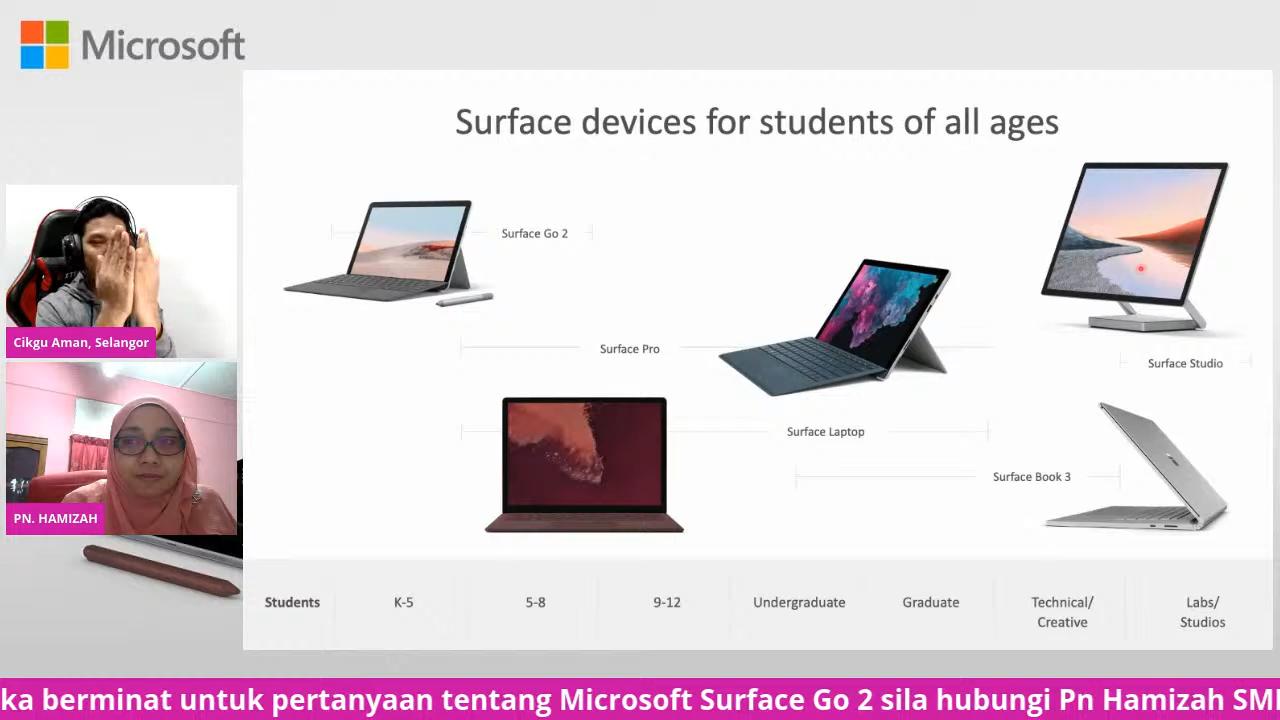 Microsoft
Surface devices for students of all ages
Surface Go 2
Surface Pro
Surface Studio
Surface Laptop
Surface Book 3
Cikgu Aman, Selangor
PN. HAMIZAH
Students
K-5
5-8
9-12
Undergraduate
Graduate
Technical/
Creative
Labs/
Studios
ka berminat untuk pertanyaan tentang Microsoft Surface Go 2 sila hubungi Pn Hamizah SM